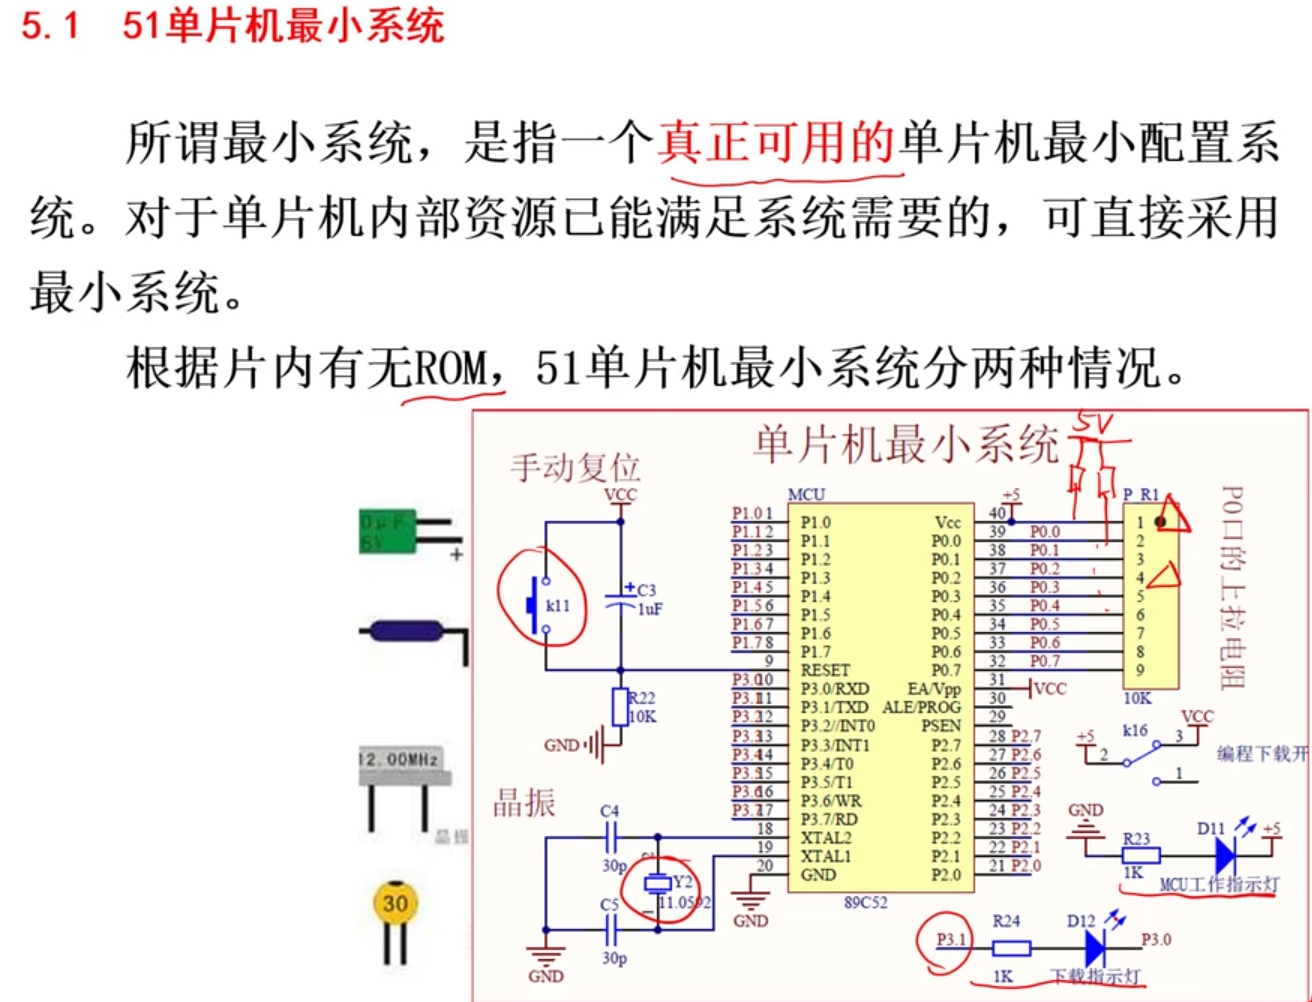 5.1 51单片机最小系统
所谓最小系统，是指一个真正可用的单片机最小配置系
统。对于单片机内部资源已能满足系统需要的，可直接采用
最小系统。
根据片内有无ROM，51单片机最小系统分两种情况。
5V
单片机最小系统
手动复位
VCC
MCU
+5
P_R1
P0口的上拉电阻
P1.0 1 P1.0 Vcc 40 1
P1.1 2 P1.1 P0.0 39 P0.0 2
P1.2 3 P1.2 P0.1 38 P0.1 3
P1.3 4 P1.3 P0.2 37 P0.2 4
P1.4 5 P1.4 P0.3 36 P0.3 5
P1.5 6 P1.5 P0.4 35 P0.4 6
P1.6 7 P1.6 P0.5 34 P0.5 7
P1.7 8 P1.7 P0.6 33 P0.6 8
9 RESET P0.7 32 P0.7 9
P3.0 10 P3.0/RXD EA/Vpp 31 VCC
P3.1 11 P3.1/TXD ALE/PROG 30
P3.2 12 P3.2//INT0 PSEN 29
P3.3 13 P3.3/INT1 P2.7 28 P2.7
P3.4 14 P3.4/T0 P2.6 27 P2.6
P3.5 15 P3.5/T1 P2.5 26 P2.5
P3.6 16 P3.6/WR P2.4 25 P2.4
P3.7 17 P3.7/RD P2.3 24 P2.3
18 XTAL2 P2.2 23 P2.2
19 XTAL1 P2.1 22 P2.1
20 GND P2.0 21 P2.0
89C52
10K
k11
+
C3
1uF
R22
10K
GND
晶振
C4
30p
Y2
11.0592
2
1
C5
30p
GND
GND
k16
VCC
+5
2
3
1
编程下载开
GND
R23
1K
D11
+5
MCU工作指示灯
P3.1
R24
1K
D12
P3.0
下载指示灯
0μF
6V
+
12.00MHz
晶振
30